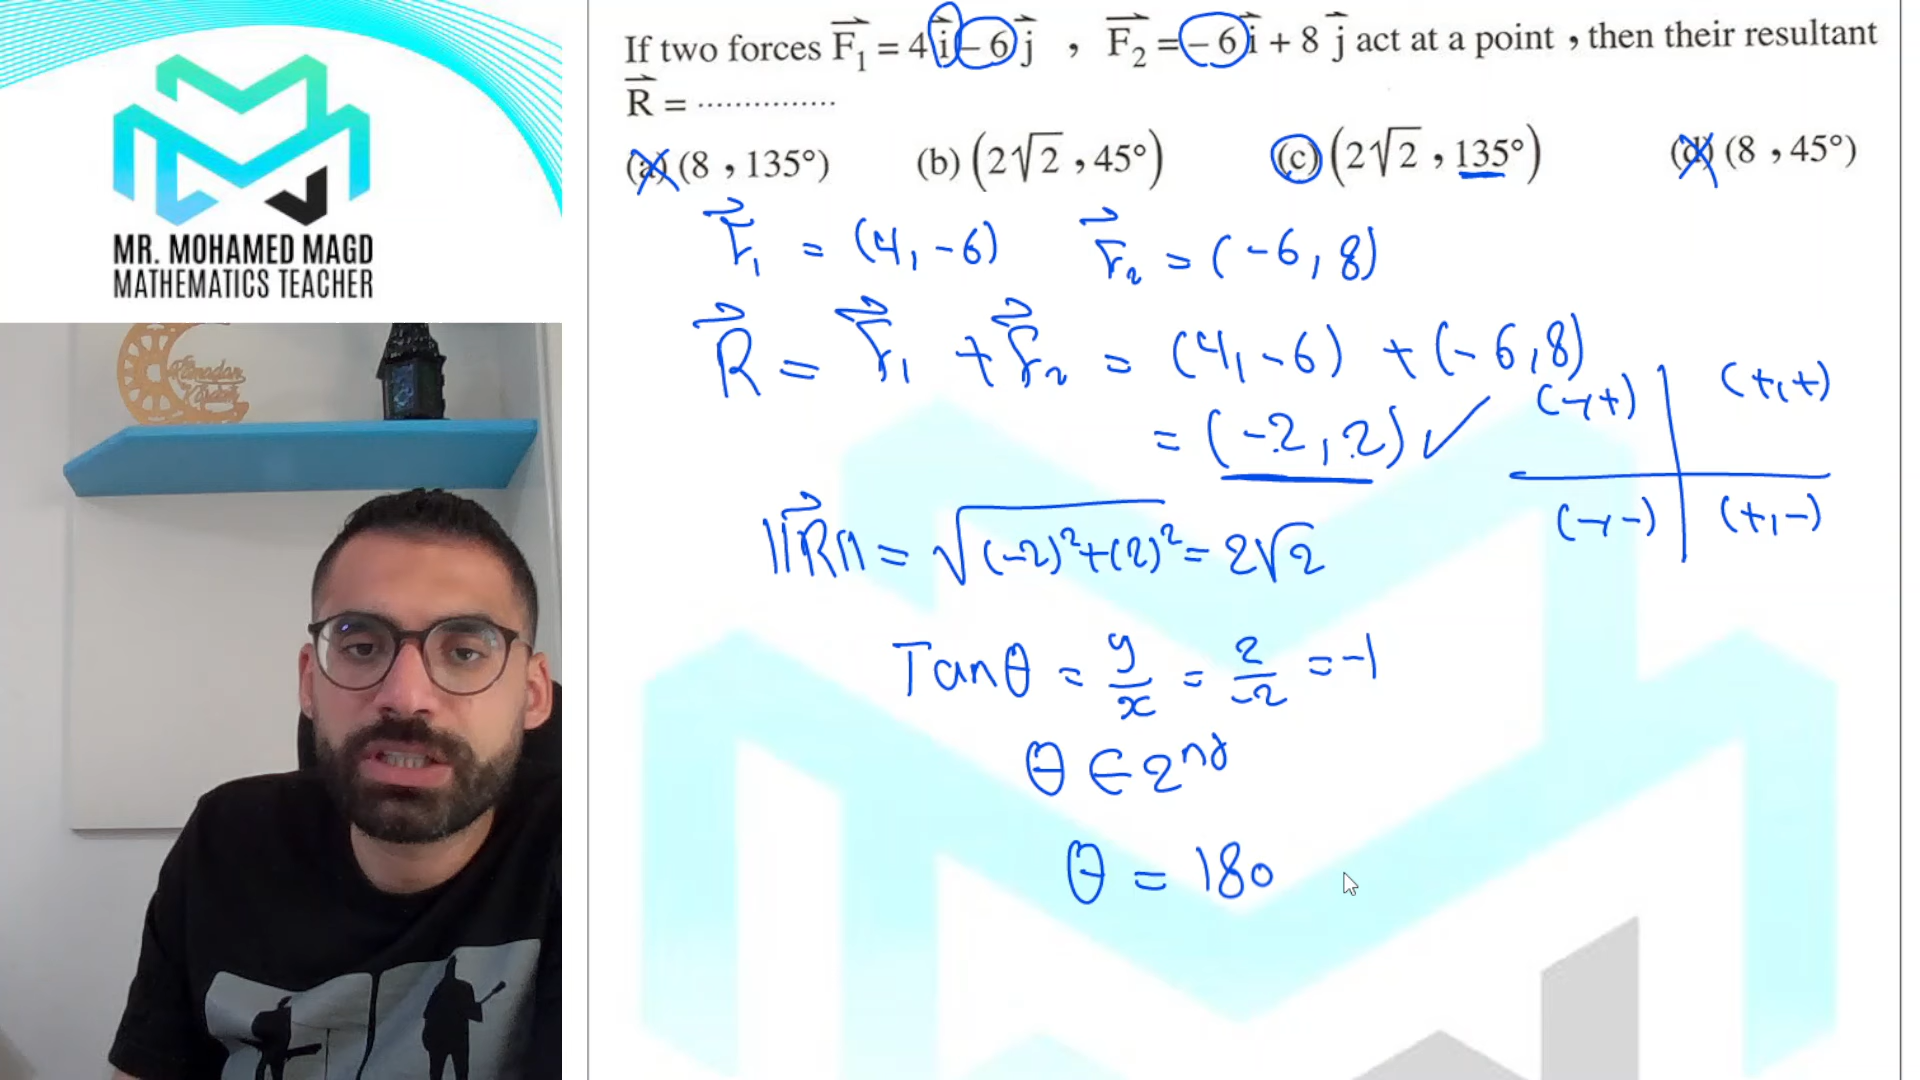 MR. MOHAMED MAGD
MATHEMATICS TEACHER
Ramadan
If two forces F₁ = 4 i − 6 j , F₂ = − 6 i + 8 j act at a point , then their resultant
R = ...............
(a) (8 , 135°) (b) (2√2 , 45°) (c) (2√2 , 135°) (d) (8 , 45°)
F₁ = (4, -6) F₂ = (-6, 8)
R = F₁ + F₂ = (4, -6) + (-6, 8)
= (-2, 2) ✓
(-, +) (+, +)
(-, -) (+, -)
||R|| = √(-2)² + (2)² = 2√2
Tan θ = y/x = 2/-2 = -1
θ ∈ 2nd
θ = 180